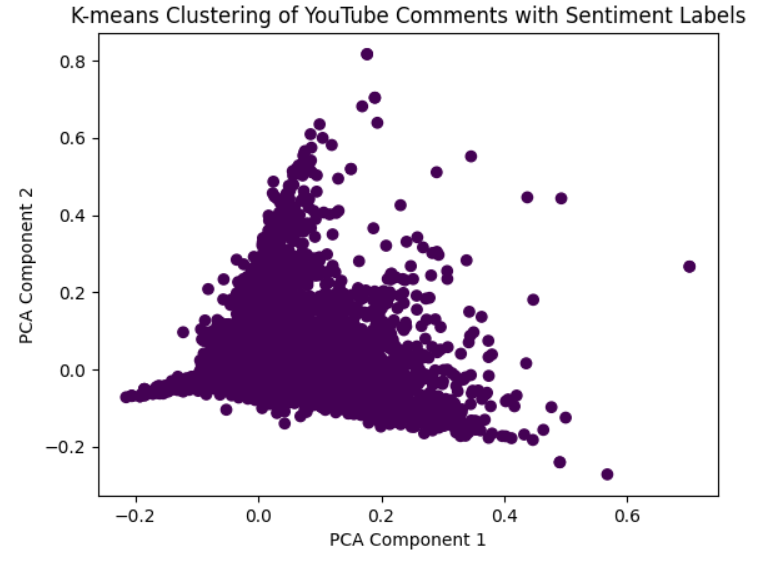 K-means Clustering of YouTube Comments with Sentiment Labels
0.8
0.6
0.4
0.2
0.0
−0.2
PCA Component 2
−0.2 0.0 0.2 0.4 0.6
PCA Component 1